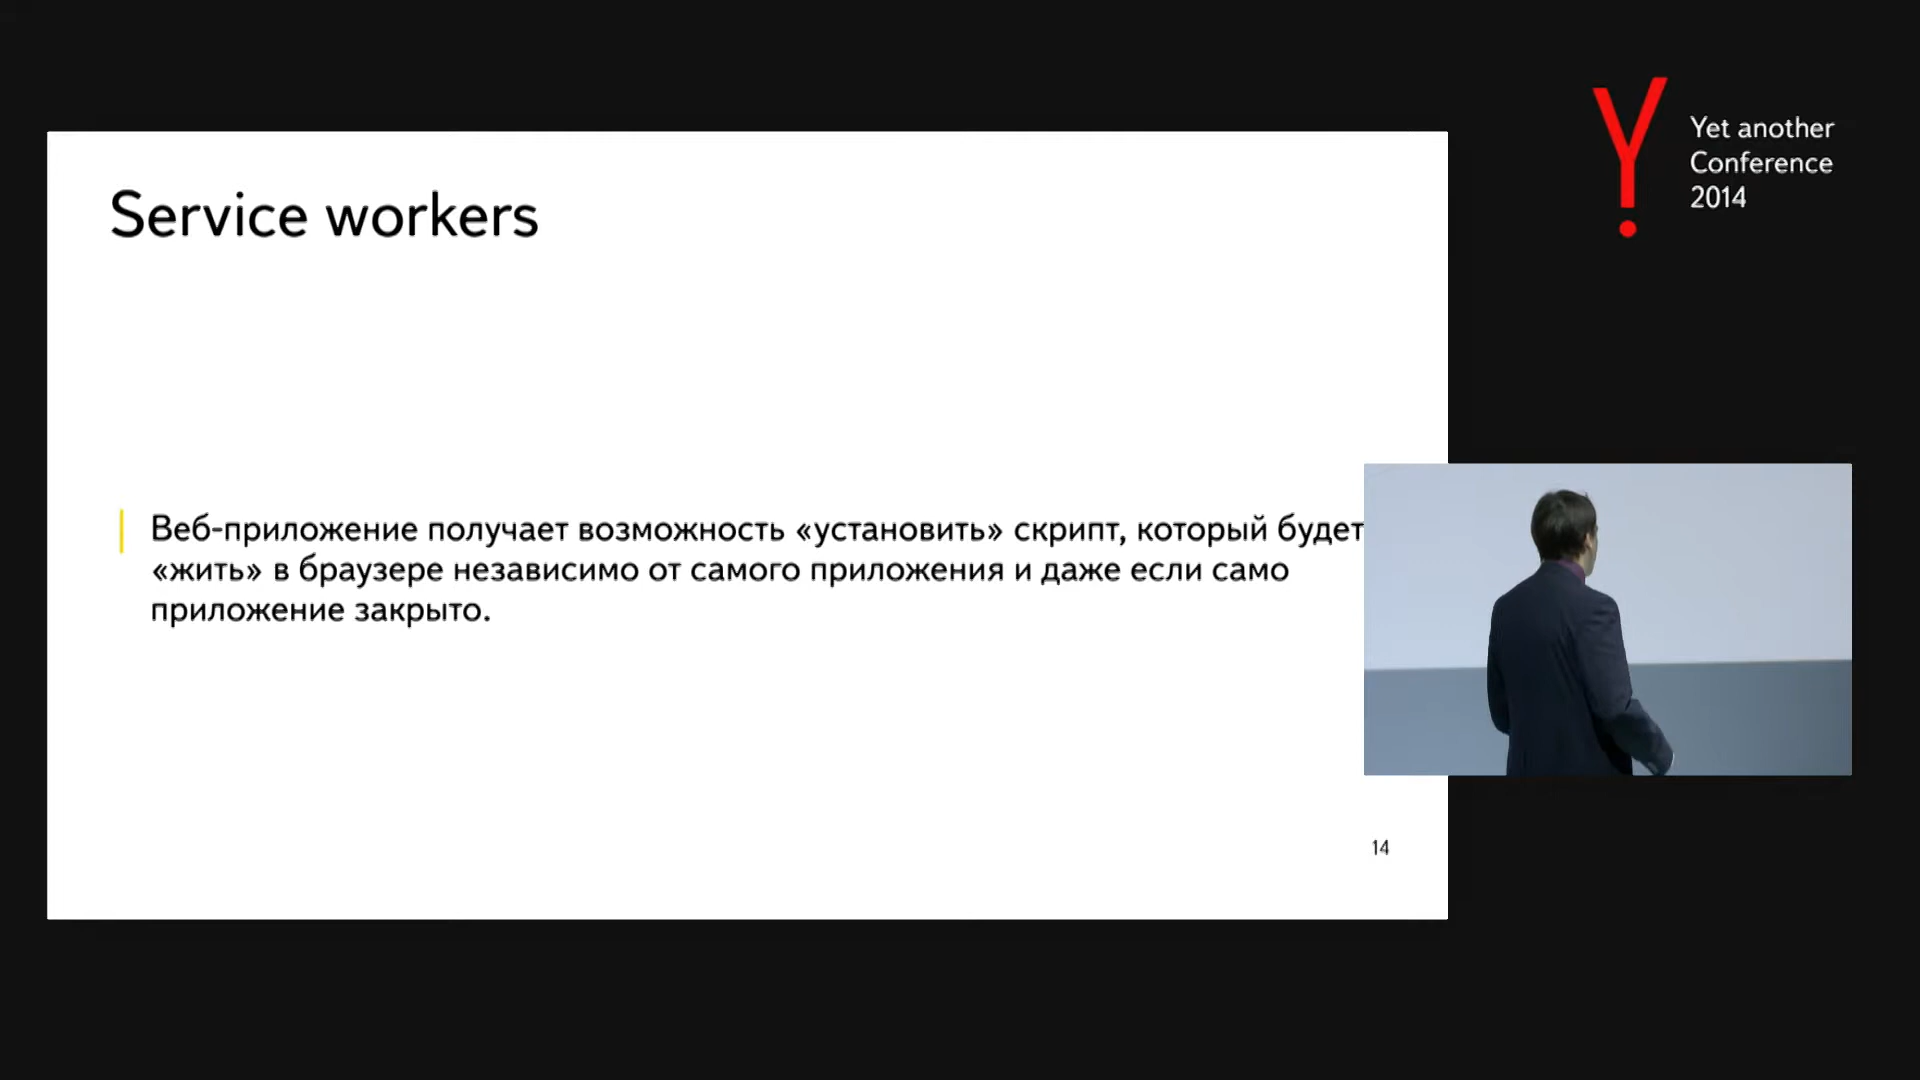 Service workers
Веб-приложение получает возможность «установить» скрипт, который будет
«жить» в браузере независимо от самого приложения и даже если само
приложение закрыто.
14
Yet another
Conference
2014